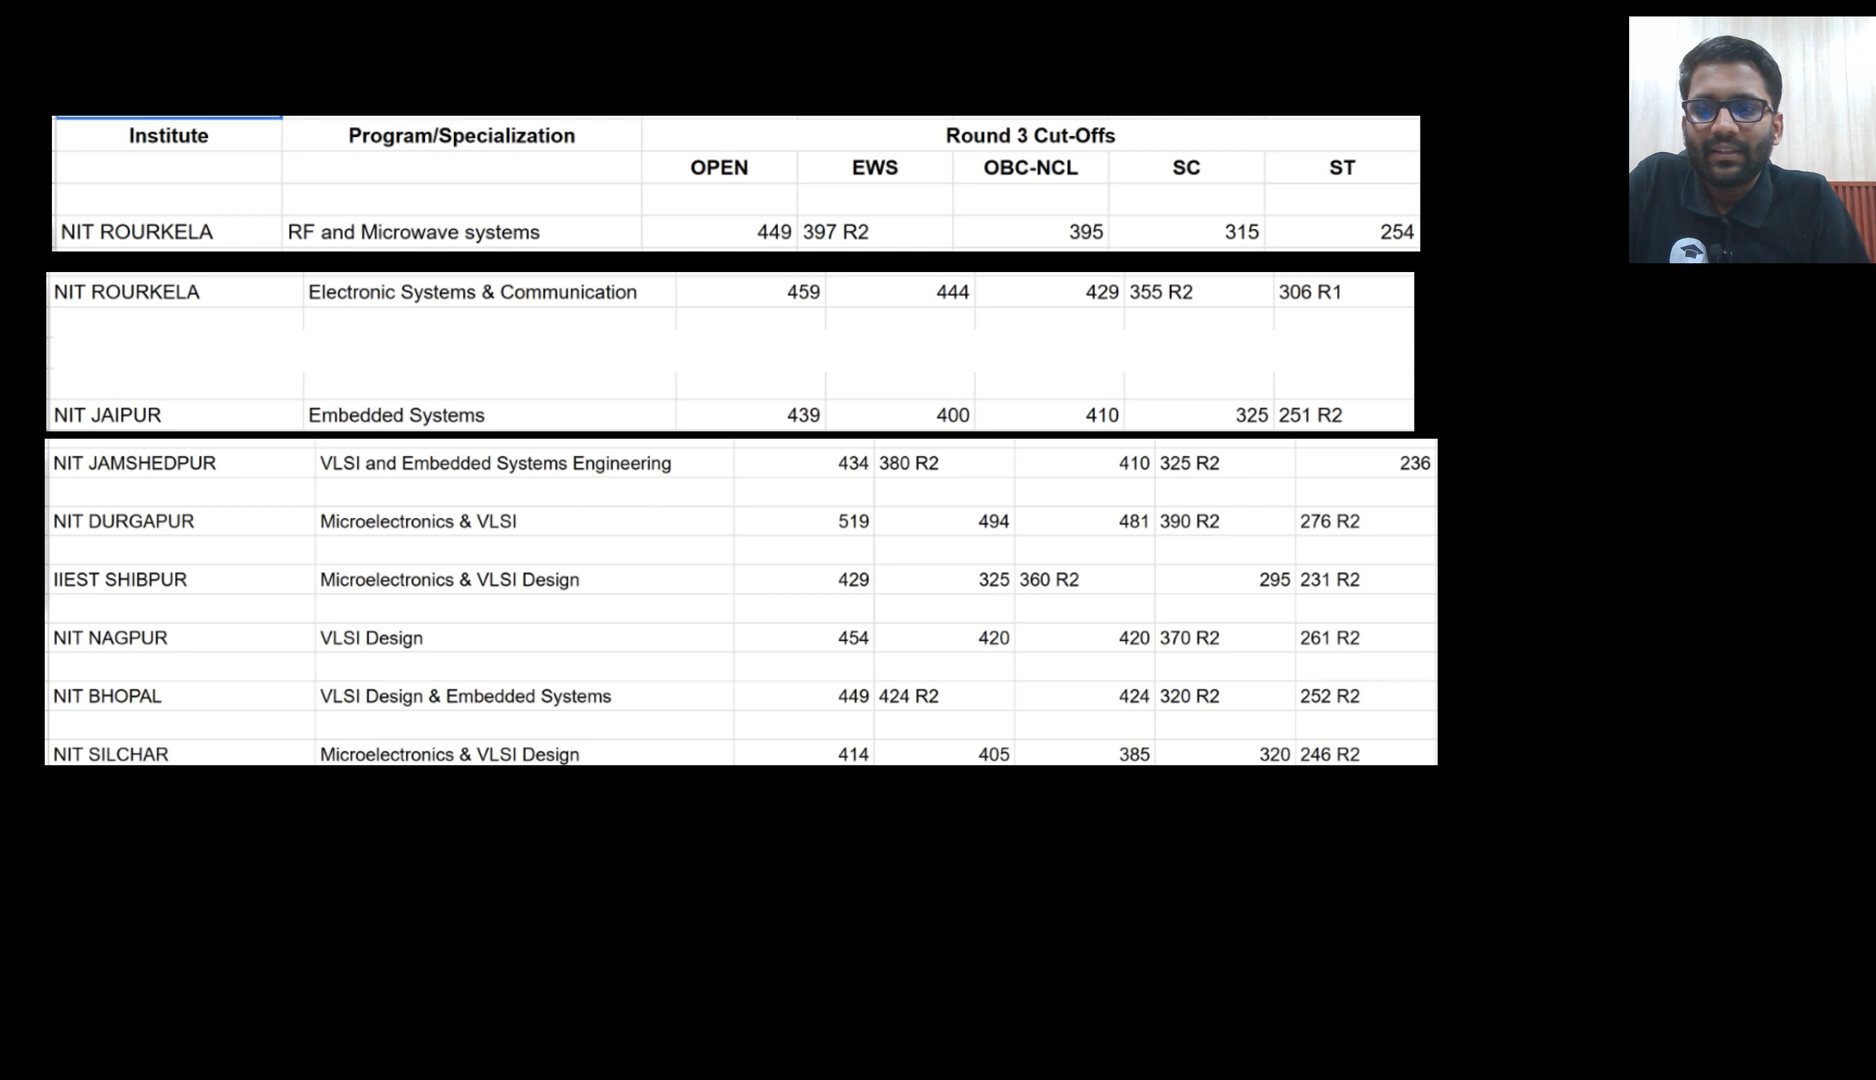 Institute Program/Specialization Round 3 Cut-Offs
OPEN EWS OBC-NCL SC ST
NIT ROURKELA RF and Microwave systems 449 397 R2 395 315 254
NIT ROURKELA Electronic Systems & Communication 459 444 429 355 R2 306 R1
NIT JAIPUR Embedded Systems 439 400 410 325 251 R2
NIT JAMSHEDPUR VLSI and Embedded Systems Engineering 434 380 R2 410 325 R2 236
NIT DURGAPUR Microelectronics & VLSI 519 494 481 390 R2 276 R2
IIEST SHIBPUR Microelectronics & VLSI Design 429 325 360 R2 295 231 R2
NIT NAGPUR VLSI Design 454 420 420 370 R2 261 R2
NIT BHOPAL VLSI Design & Embedded Systems 449 424 R2 424 320 R2 252 R2
NIT SILCHAR Microelectronics & VLSI Design 414 405 385 320 246 R2